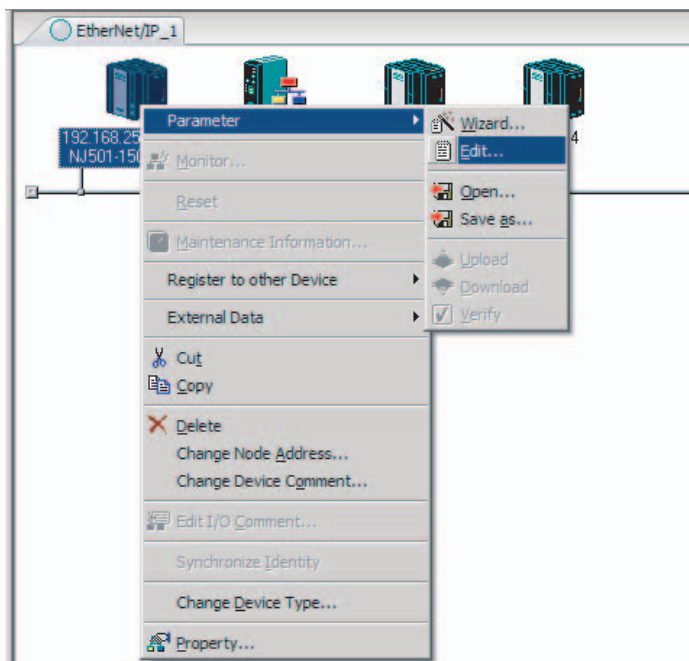 EtherNet/IP_1
192.168.25
NJ501-150
4
Parameter
Monitor...
Reset
Maintenance Information...
Register to other Device
External Data
Cut
Copy
Delete
Change Node Address...
Change Device Comment...
Edit I/O Comment...
Synchronize Identity
Change Device Type...
Property...
Wizard...
Edit...
Open...
Save as...
Upload
Download
Verify